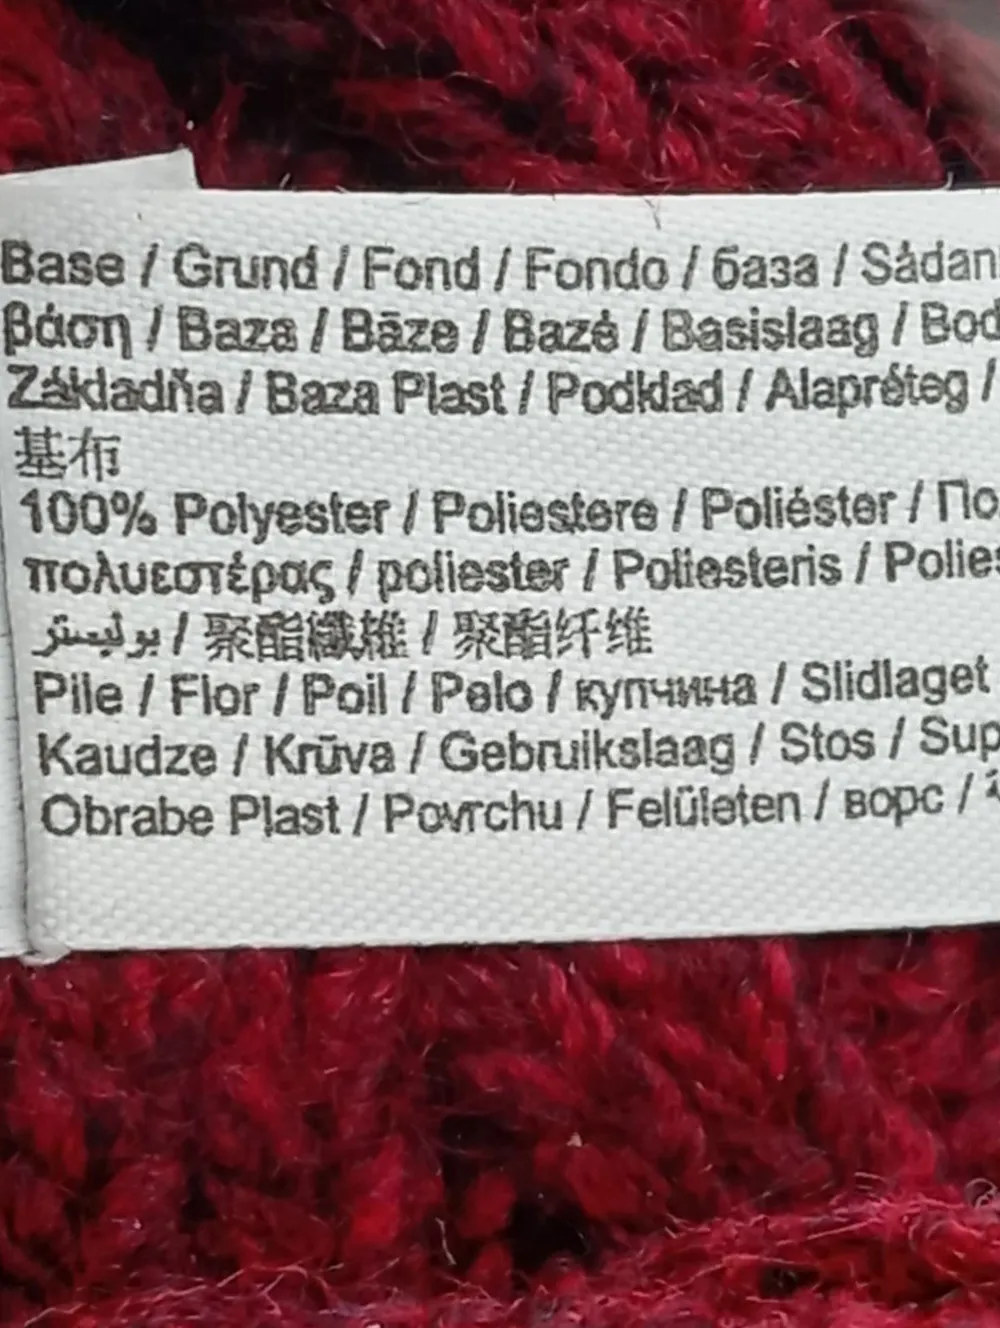 Base / Grund / Fond / Fondo / база / Sådan
βάση / Baza / Bāze / Bazė / Basislaag / Bod
Základňa / Baza Plast / Podklad / Alapréteg /
基布
100% Polyester / Poliestere / Poliéster / По
πολυεστέρας / poliester / Poliesteris / Polies
بوليستر / 聚酯纖維 / 聚酯纤维
Pile / Flor / Poil / Pelo / купчина / Slidlaget
Kaudze / Krūva / Gebruikslaag / Stos / Sup
Obrabe Plast / Povrchu / Felületen / ворс /